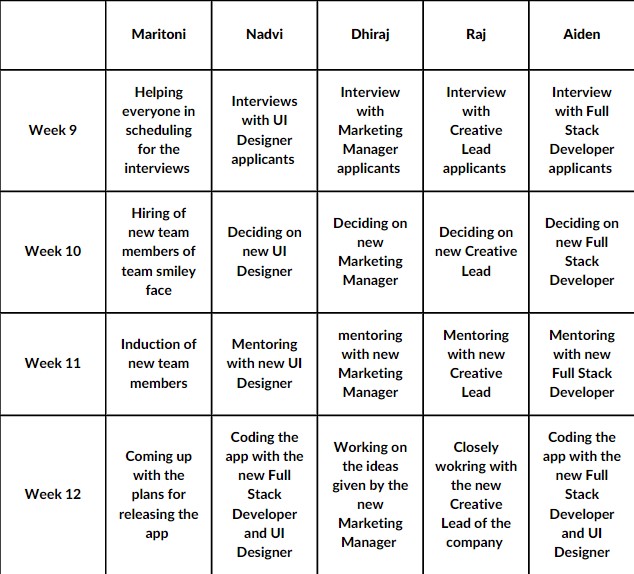 Maritoni
Nadvi
Dhiraj
Raj
Aiden
Week 9
Helping
everyone in
scheduling
for the
interviews
Interviews
with UI
Designer
applicants
Interview
with
Marketing
Manager
applicants
Interview
with
Creative
Lead
applicants
Interview
with Full
Stack
Developer
applicants
Week 10
Hiring of
new team
members of
team smiley
face
Deciding on
new UI
Designer
Deciding on
new
Marketing
Manager
Deciding on
new Creative
Lead
Deciding on
new Full
Stack
Developer
Week 11
Induction of
new team
members
Mentoring
with new UI
Designer
mentoring
with new
Marketing
Manager
Mentoring
with new
Creative
Lead
Mentoring
with new
Full Stack
Developer
Week 12
Coming up
with the
plans for
releasing the
app
Coding the
app with the
new Full
Stack
Developer
and UI
Designer
Working on
the ideas
given by the
new
Marketing
Manager
Closely
wokring with
the new
Creative
Lead of the
company
Coding the
app with the
new Full
Stack
Developer
and UI
Designer